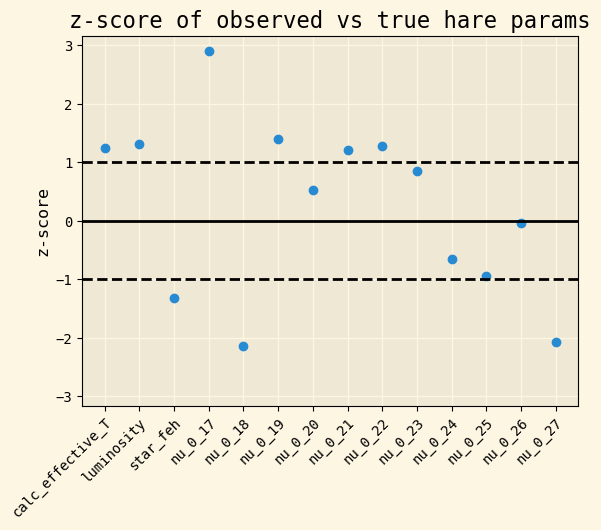 z-score of observed vs true hare params
z-score
3
2
1
0
−1
−2
−3
calc_effective_T
luminosity
star_feh
nu_0_17
nu_0_18
nu_0_19
nu_0_20
nu_0_21
nu_0_22
nu_0_23
nu_0_24
nu_0_25
nu_0_26
nu_0_27